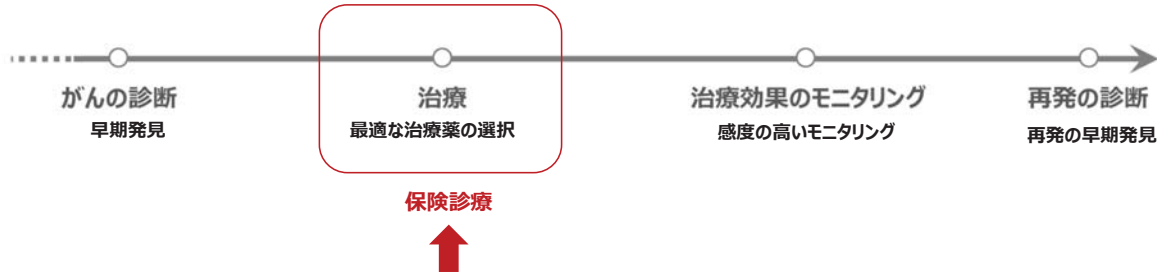 がんの診断
早期発見
治療
最適な治療薬の選択
治療効果のモニタリング
感度の高いモニタリング
再発の診断
再発の早期発見
保険診療